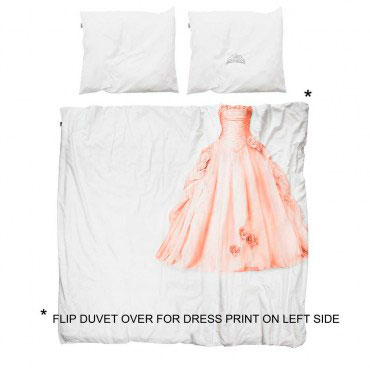 *
* FLIP DUVET OVER FOR DRESS PRINT ON LEFT SIDE